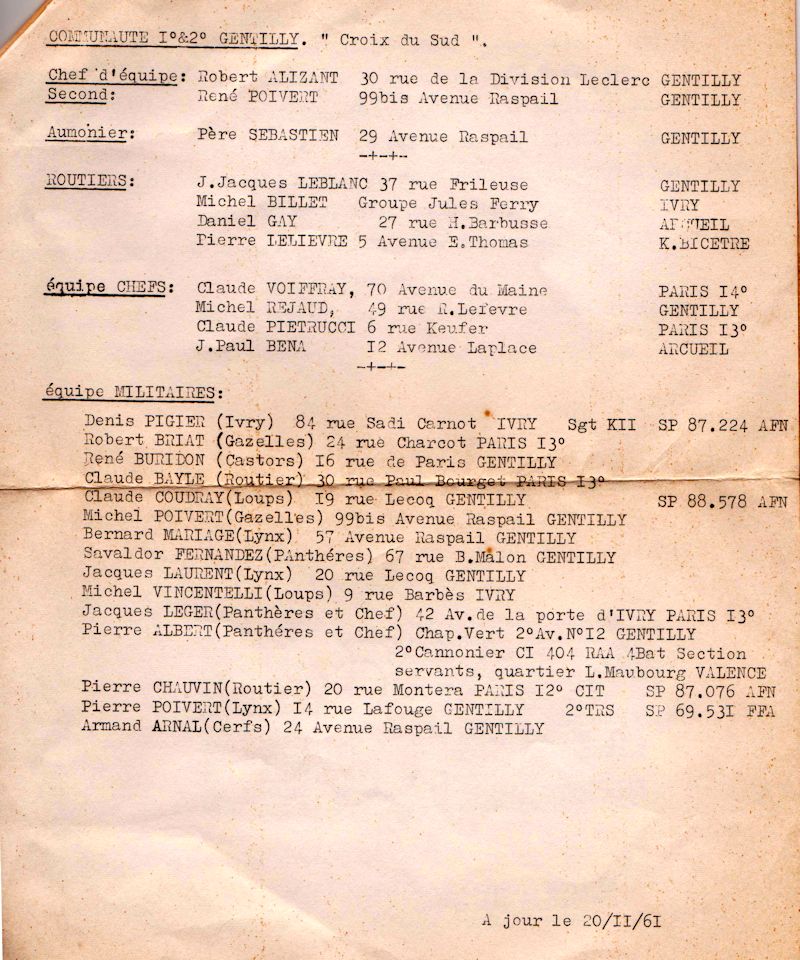 COMMUNAUTE I°&2° GENTILLY. " Croix du Sud ".
Chef d'équipe: Robert ALIZANT 30 rue de la Division Leclerc GENTILLY
Second: René POIVERT 99bis Avenue Raspail GENTILLY
Aumonier: Père SEBASTIEN 29 Avenue Raspail GENTILLY
-+-+-
ROUTIERS: J.Jacques LEBLANC 37 rue Frileuse GENTILLY
Michel BILLET Groupe Jules Ferry IVRY
Daniel GAY 27 rue H.Barbusse ARCUEIL
Pierre LELIEVRE 5 Avenue E.Thomas K.BICETRE
équipe CHEFS: Claude VOIFFRAY, 70 Avenue du Maine PARIS I4°
Michel REJAUD, 49 rue R.Lefevre GENTILLY
Claude PIETRUCCI 6 rue Keufer PARIS I3°
J.Paul BENA I2 Avenue Laplace ARCUEIL
-+-+-
équipe MILITAIRES:
Denis PIGIER (Ivry) 84 rue Sadi Carnot IVRY Sgt KII SP 87.224 AFN
Robert BRIAT (Gazelles) 24 rue Charcot PARIS I3°
René BURIDON (Castors) I6 rue de Paris GENTILLY
Claude BAYLE (Routier) 30 rue Paul Bourget PARIS I3°
Claude COUDRAY(Loups) I9 rue Lecoq GENTILLY SP 88.578 AFN
Michel POIVERT(Gazelles) 99bis Avenue Raspail GENTILLY
Bernard MARIAGE(Lynx) 57 Avenue Raspail GENTILLY
Savaldor FERNANDEZ(PAnthéres) 67 rue B.Malon GENTILLY
Jacques LAURENT(Lynx) 20 rue Lecoq GENTILLY
Michel VINCENTELLI(Loups) 9 rue Barbès IVRY
Jacques LEGER(Panthères et Chef) 42 Av.de la porte d'IVRY PARIS I3°
Pierre ALBERT(Panthéres et Chef) Chap.Vert 2°Av.N°I2 GENTILLY
2°Cannonier CI 404 RAA 4Bat Section
servants, quartier L.Maubourg VALENCE
Pierre CHAUVIN(Routier) 20 rue Montera PARIS I2° CIT SP 87.076 AFN
Pierre POIVERT(Lynx) I4 rue Lafouge GENTILLY 2°TRS SP 69.53I FFA
Armand ARNAL(Cerfs) 24 Avenue Raspail GENTILLY
A jour le 20/II/6I